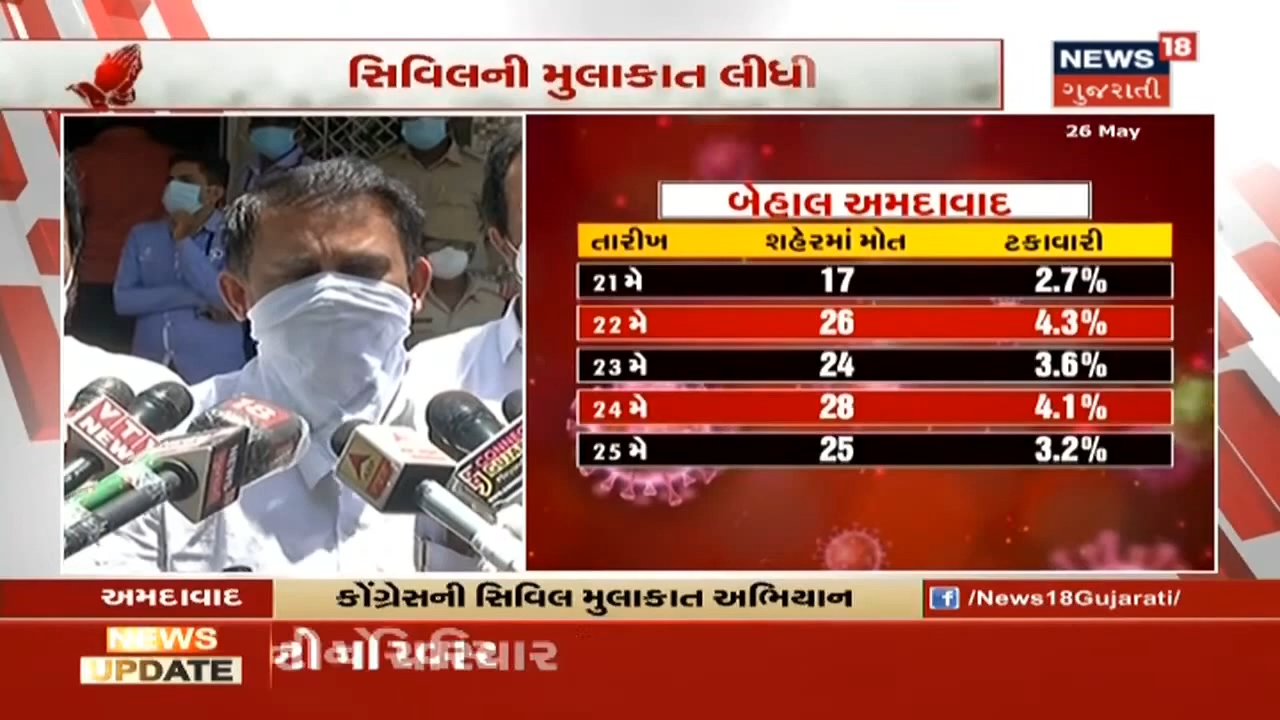 સિવિલની મુલાકાત લીધી
NEWS 18
ગુજરાતી
26 May
બેહાલ અમદાવાદ
તારીખ શહેરમાં મોત ટકાવારી
21 મે 17 2.7%
22 મે 26 4.3%
23 મે 24 3.6%
24 મે 28 4.1%
25 મે 25 3.2%
VTV
NEWS
18
CONNECT
અમદાવાદ
કોંગ્રેસની સિવિલ મુલાકાત અભિયાન
f /News18Gujarati/
NEWS
UPDATE